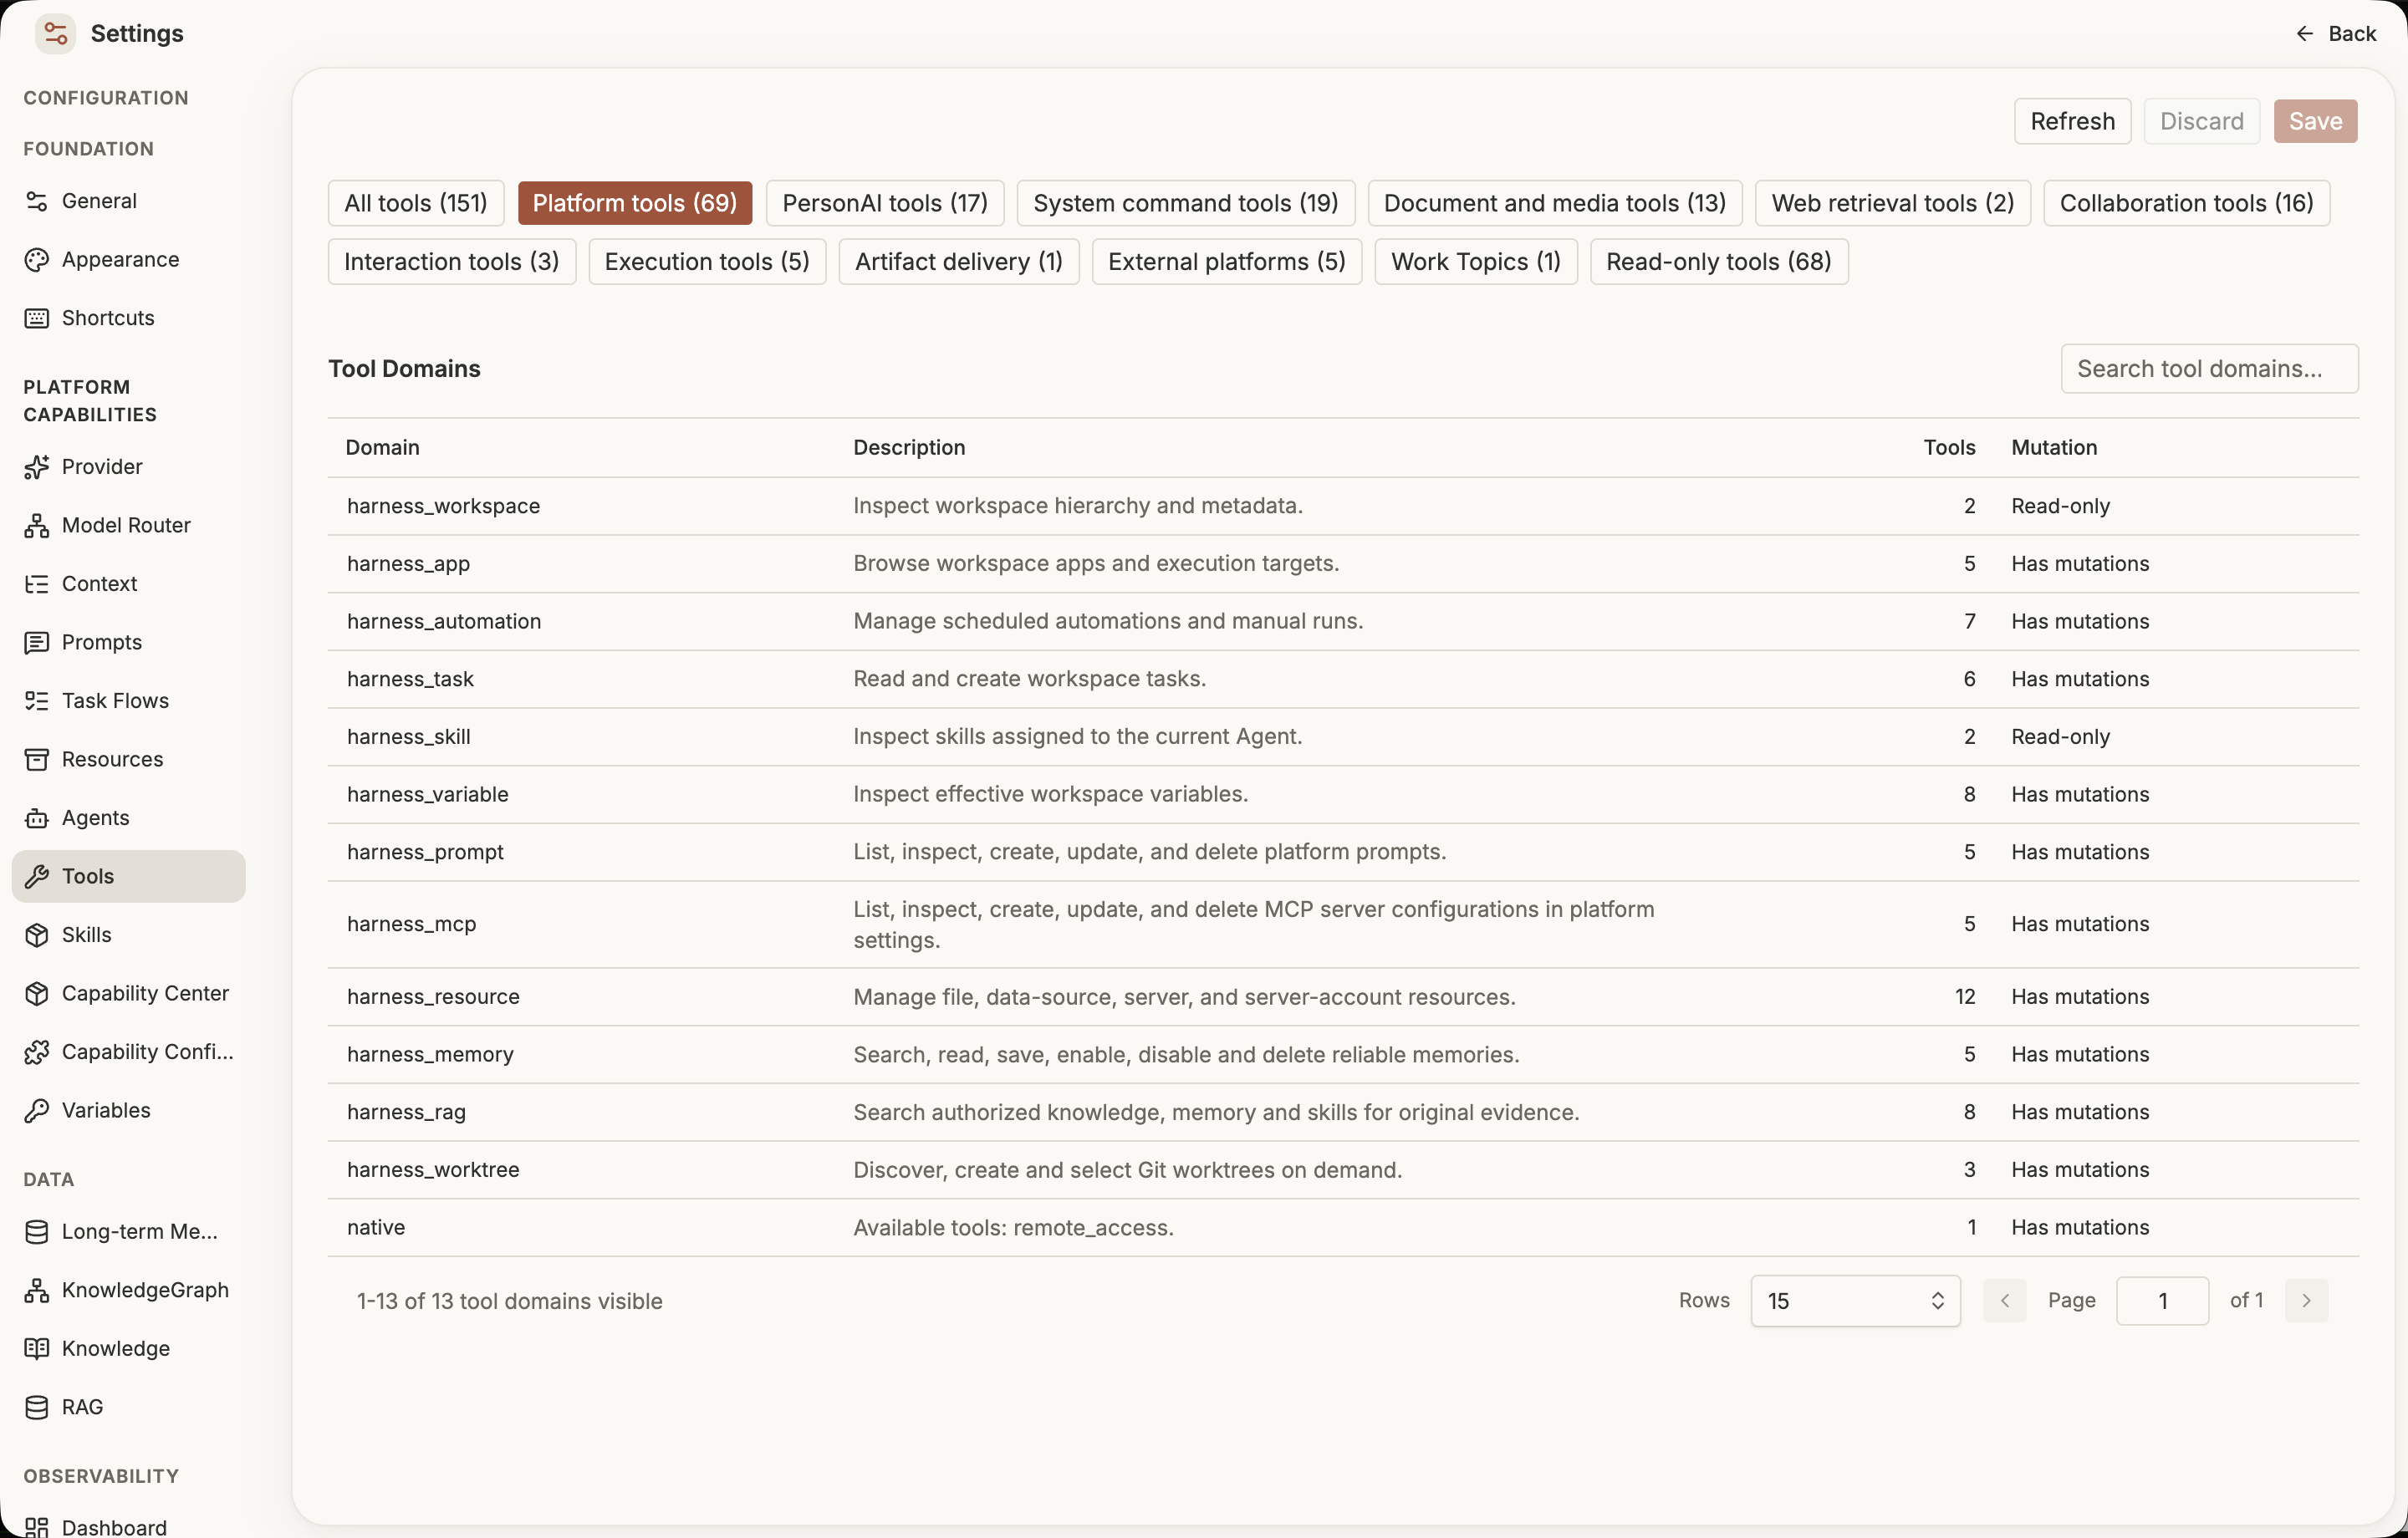 Settings
Back
CONFIGURATION
FOUNDATION
General
Appearance
Shortcuts
PLATFORM
CAPABILITIES
Provider
Model Router
Context
Prompts
Task Flows
Resources
Agents
Tools
Skills
Capability Center
Capability Confi...
Variables
DATA
Long-term Me...
KnowledgeGraph
Knowledge
RAG
OBSERVABILITY
Dashboard
Refresh Discard Save
All tools (151) Platform tools (69) PersonAI tools (17) System command tools (19) Document and media tools (13) Web retrieval tools (2) Collaboration tools (16)
Interaction tools (3) Execution tools (5) Artifact delivery (1) External platforms (5) Work Topics (1) Read-only tools (68)
Tool Domains Search tool domains...
Domain Description Tools Mutation
harness_workspace Inspect workspace hierarchy and metadata. 2 Read-only
harness_app Browse workspace apps and execution targets. 5 Has mutations
harness_automation Manage scheduled automations and manual runs. 7 Has mutations
harness_task Read and create workspace tasks. 6 Has mutations
harness_skill Inspect skills assigned to the current Agent. 2 Read-only
harness_variable Inspect effective workspace variables. 8 Has mutations
harness_prompt List, inspect, create, update, and delete platform prompts. 5 Has mutations
harness_mcp List, inspect, create, update, and delete MCP server configurations in platform
settings. 5 Has mutations
harness_resource Manage file, data-source, server, and server-account resources. 12 Has mutations
harness_memory Search, read, save, enable, disable and delete reliable memories. 5 Has mutations
harness_rag Search authorized knowledge, memory and skills for original evidence. 8 Has mutations
harness_worktree Discover, create and select Git worktrees on demand. 3 Has mutations
native Available tools: remote_access. 1 Has mutations
1-13 of 13 tool domains visible Rows 15 Page 1 of 1